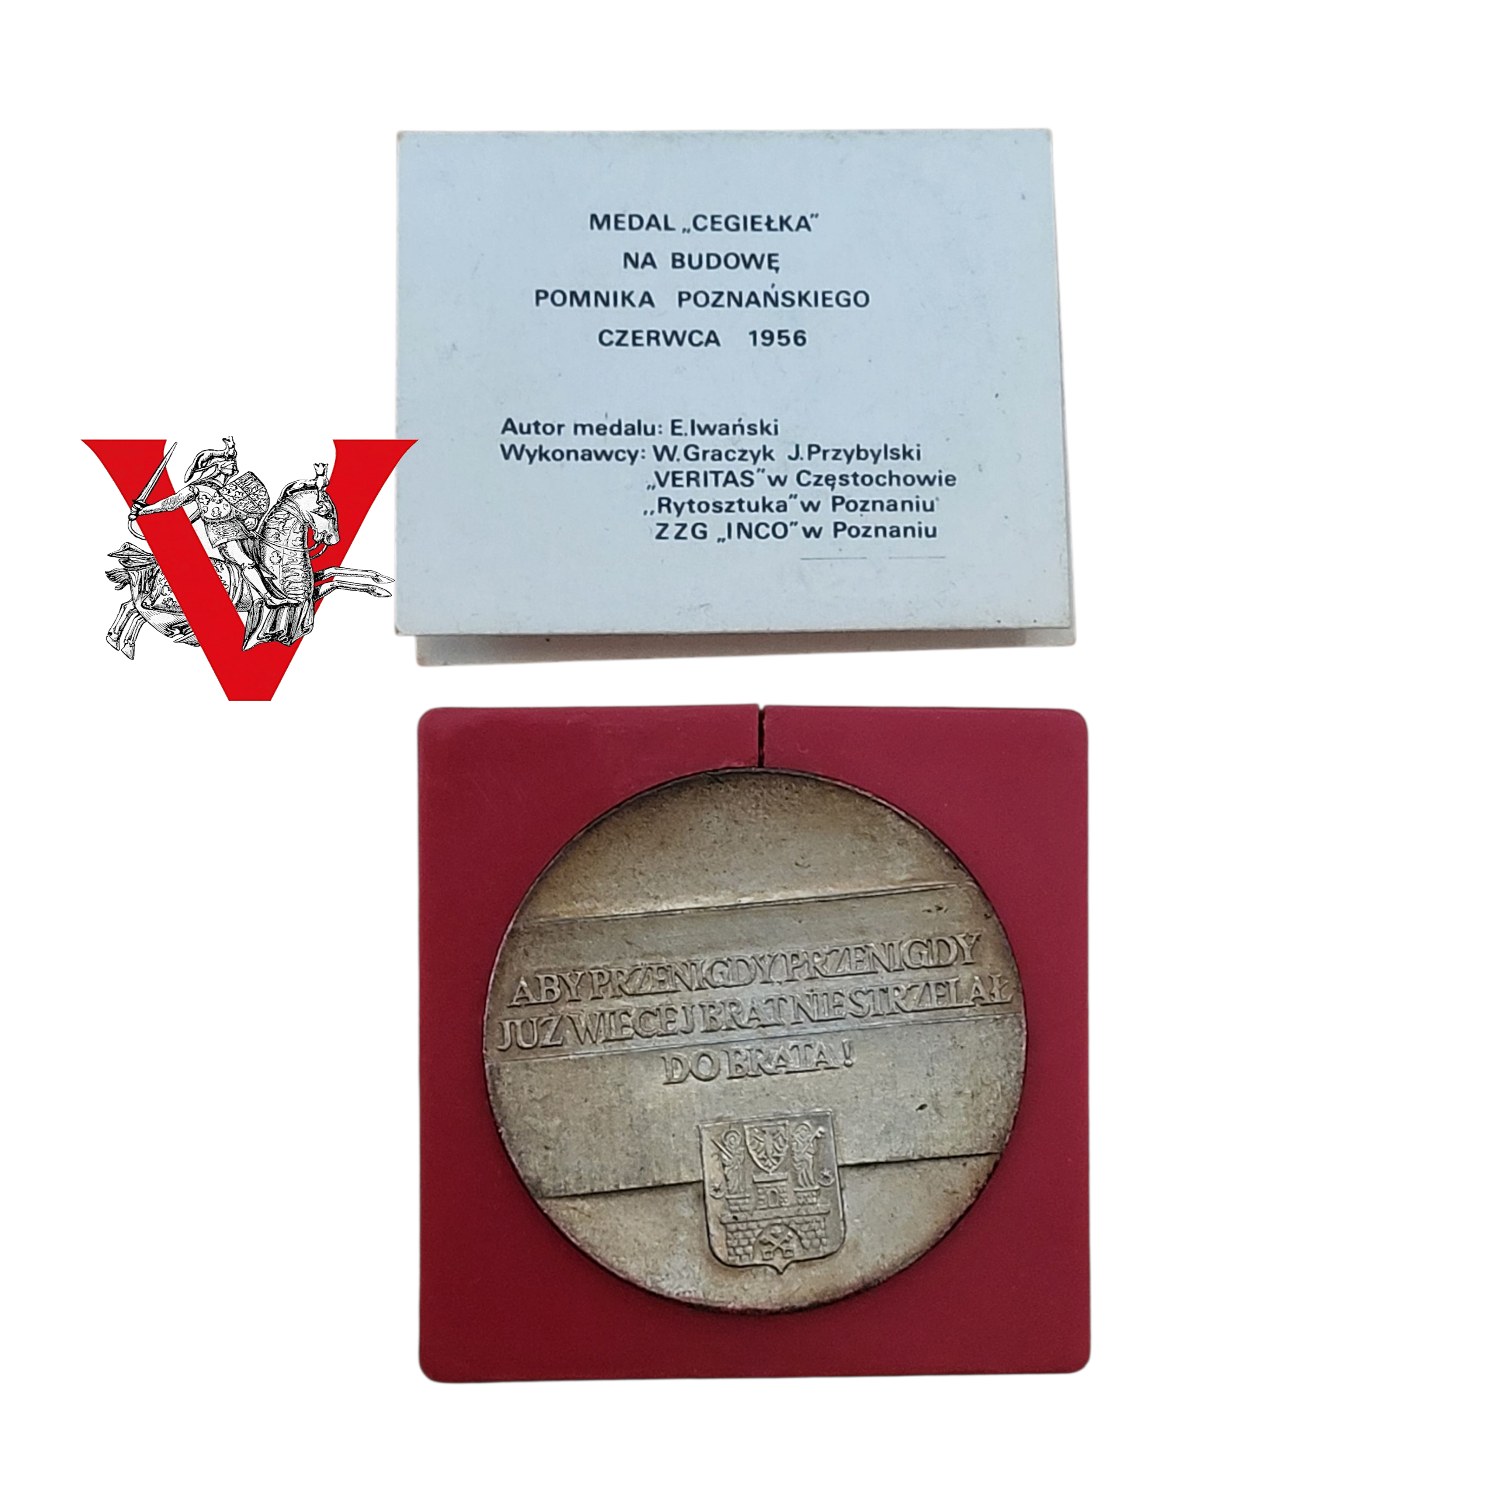 MEDAL „CEGIEŁKA"
NA BUDOWĘ
POMNIKA POZNAŃSKIEGO
CZERWCA 1956
Autor medalu: E.Iwański
Wykonawcy: W.Graczyk J.Przybylski
„VERITAS" w Częstochowie
,,Rytosztuka" w Poznaniu
ZZG „INCO" w Poznaniu
V
ABY PRZENIGDY, PRZENIGDY
JUŻ WIĘCEJ BRAT NIE STRZELAŁ
DO BRATA!